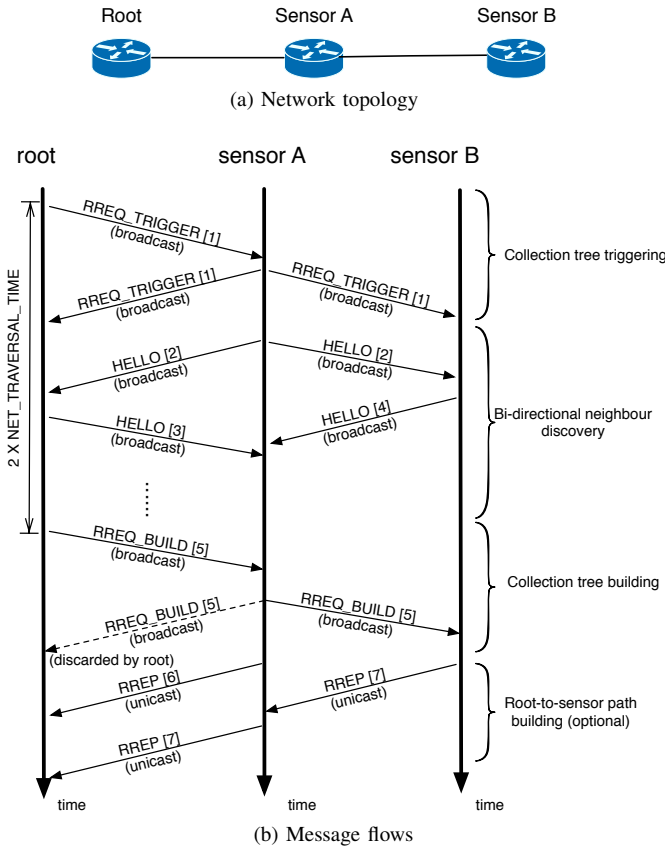 Root
Sensor A
Sensor B
(a) Network topology
root
sensor A
sensor B
2 X NET_TRAVERSAL_TIME
RREQ_TRIGGER [1]
(broadcast)
RREQ_TRIGGER [1]
(broadcast)
RREQ_TRIGGER [1]
(broadcast)
Collection tree triggering
HELLO [2]
(broadcast)
HELLO [2]
(broadcast)
HELLO [3]
(broadcast)
HELLO [4]
(broadcast)
Bi-directional neighbour
discovery
......
RREQ_BUILD [5]
(broadcast)
RREQ_BUILD [5]
(broadcast)
(discarded by root)
RREQ_BUILD [5]
(broadcast)
Collection tree building
RREP [6]
(unicast)
RREP [7]
(unicast)
RREP [7]
(unicast)
Root-to-sensor path
building (optional)
time
time
time
(b) Message flows